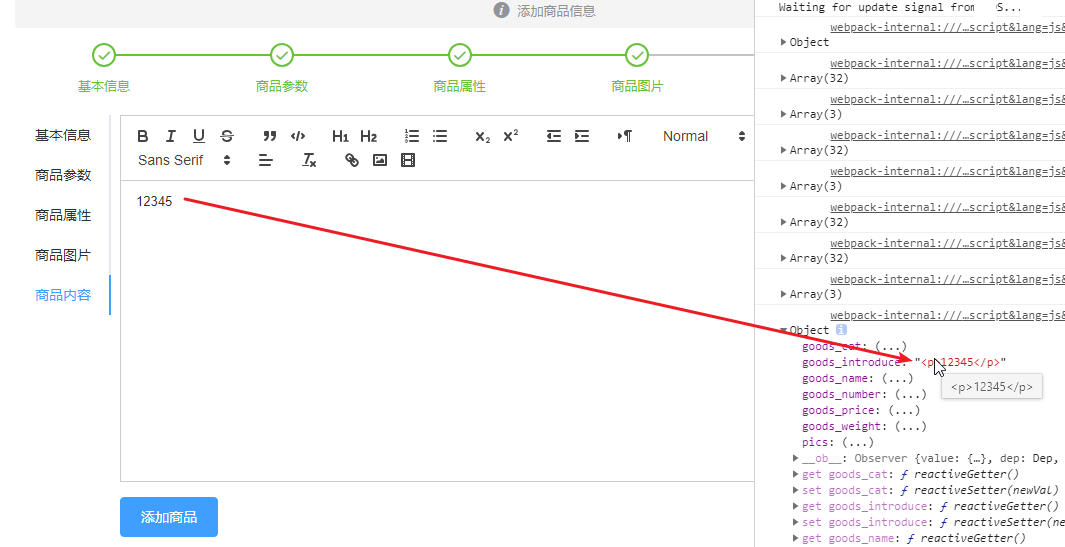 添加商品信息
基本信息
商品参数
商品属性
商品图片
基本信息
商品参数
商品属性
商品图片
商品内容
B I U S H1 H2 X2 X2 Normal
Sans Serif Tx
12345
添加商品
Waiting for update signal from S...
webpack-internal:///…script&lang=js&
Object
webpack-internal:///…script&lang=js&
Array(32)
webpack-internal:///…script&lang=js&
Array(3)
webpack-internal:///…script&lang=js&
Array(32)
webpack-internal:///…script&lang=js&
Array(3)
webpack-internal:///…script&lang=js&
Array(32)
webpack-internal:///…script&lang=js&
Array(32)
webpack-internal:///…script&lang=js&
Array(3)
webpack-internal:///…script&lang=js&
Object i
goods_cat: (...)
goods_introduce: "<p>12345</p>"
goods_name: (...)
<p>12345</p>
goods_number: (...)
goods_price: (...)
goods_weight: (...)
pics: (...)
__ob__: Observer {value: {…}, dep: Dep,
get goods_cat: ƒ reactiveGetter()
set goods_cat: ƒ reactiveSetter(newVal)
get goods_introduce: ƒ reactiveGetter()
set goods_introduce: ƒ reactiveSetter(ne
get goods_name: ƒ reactiveGetter()